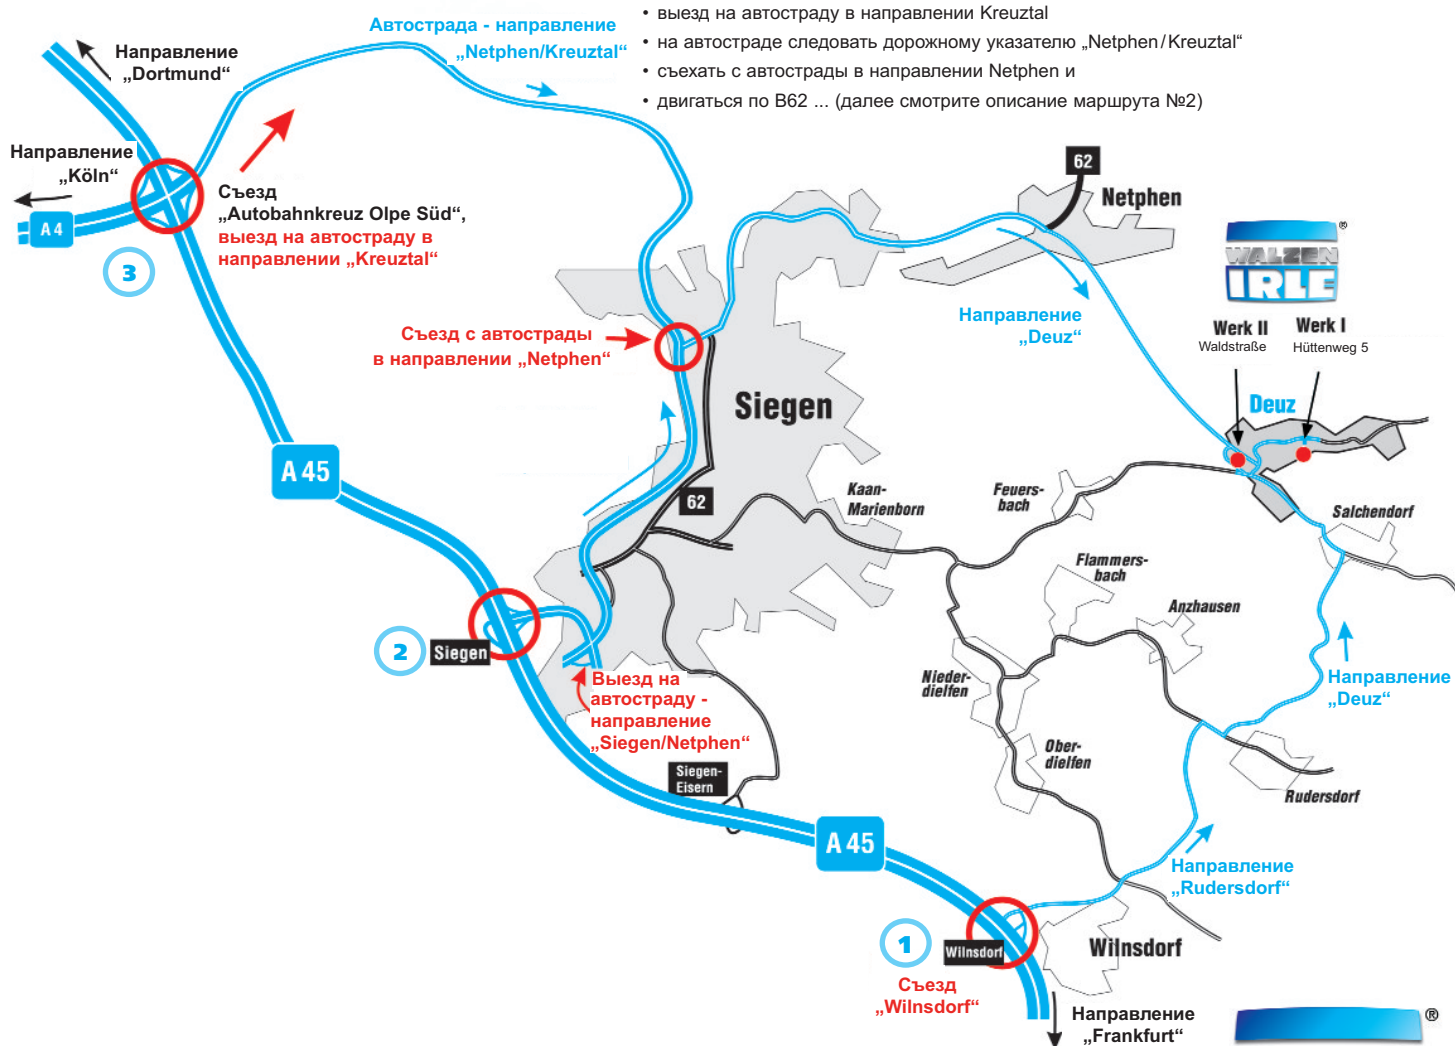 • выезд на автостраду в направлении Kreuztal
• на автостраде следовать дорожному указателю „Netphen/Kreuztal“
• съехать с автострады в направлении Netphen и
• двигаться по B62 ... (далее смотрите описание маршрута №2)
Автострада - направление
„Netphen/Kreuztal“
Направление
„Dortmund“
Направление
„Köln“
A 4
3
Съезд
„Autobahnkreuz Olpe Süd“,
выезд на автостраду в
направлении „Kreuztal“
62
Netphen
®
WALZEN
IRLE
Werk II
Waldstraße
Werk I
Hüttenweg 5
Направление
„Deuz“
Съезд с автострады
в направлении „Netphen“
Siegen
Deuz
A 45
62
Kaan-
Marienborn
Feuers-
bach
Salchendorf
Flammers-
bach
Anzhausen
2
Siegen
Выезд на
автостраду -
направление
„Siegen/Netphen“
Nieder-
dielfen
Направление
„Deuz“
Ober-
dielfen
Siegen-
Eisern
Rudersdorf
A 45
Направление
„Rudersdorf“
1
Wilnsdorf
Wilnsdorf
Съезд
„Wilnsdorf“
Направление
„Frankfurt“
®